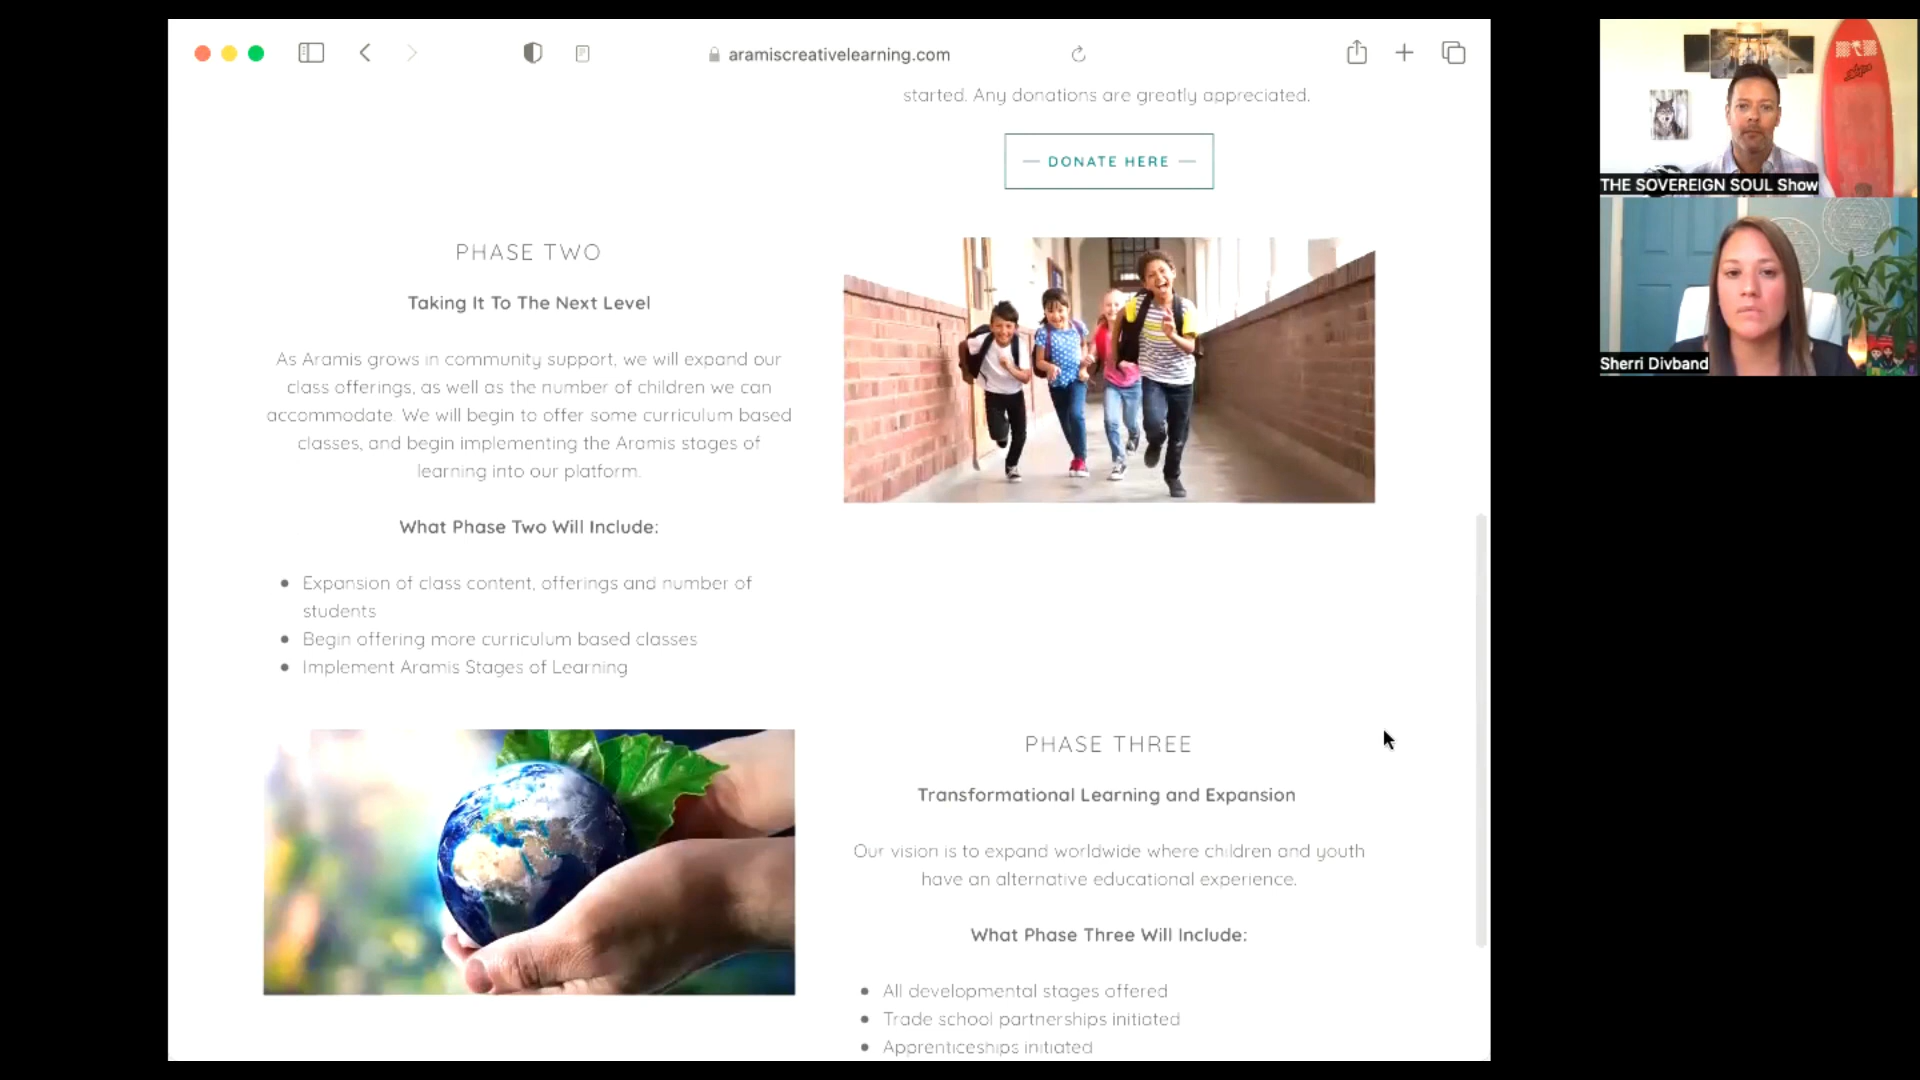 aramiscreativelearning.com
started. Any donations are greatly appreciated.
— DONATE HERE —
PHASE TWO
Taking It To The Next Level
As Aramis grows in community support, we will expand our
class offerings, as well as the number of children we can
accommodate. We will begin to offer some curriculum based
classes, and begin implementing the Aramis stages of
learning into our platform.
What Phase Two Will Include:
Expansion of class content, offerings and number of
students
Begin offering more curriculum based classes
Implement Aramis Stages of Learning
PHASE THREE
Transformational Learning and Expansion
Our vision is to expand worldwide where children and youth
have an alternative educational experience.
What Phase Three Will Include:
All developmental stages offered
Trade school partnerships initiated
Apprenticeships initiated
THE SOVEREIGN SOUL Show
Sherri Divband